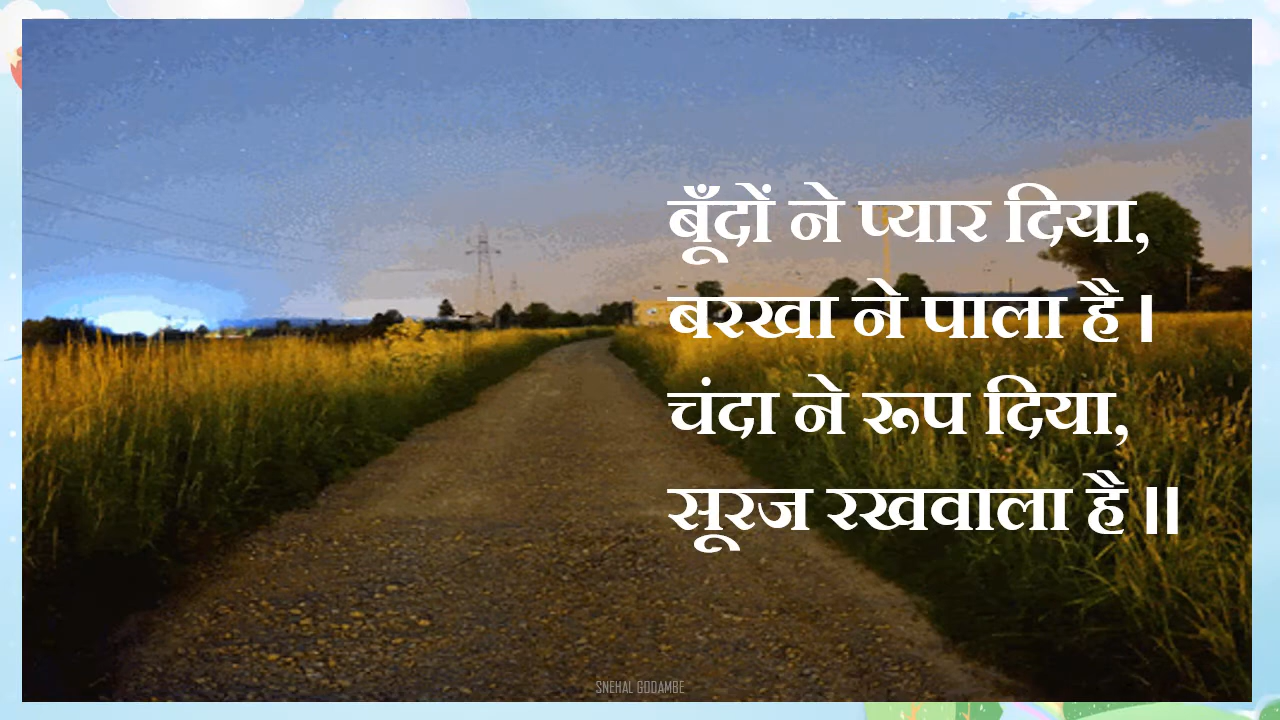 बूँदों ने प्यार दिया,
बरखा ने पाला है।
चंदा ने रूप दिया,
सूरज रखवाला है॥
SNEHAL GODAMBE